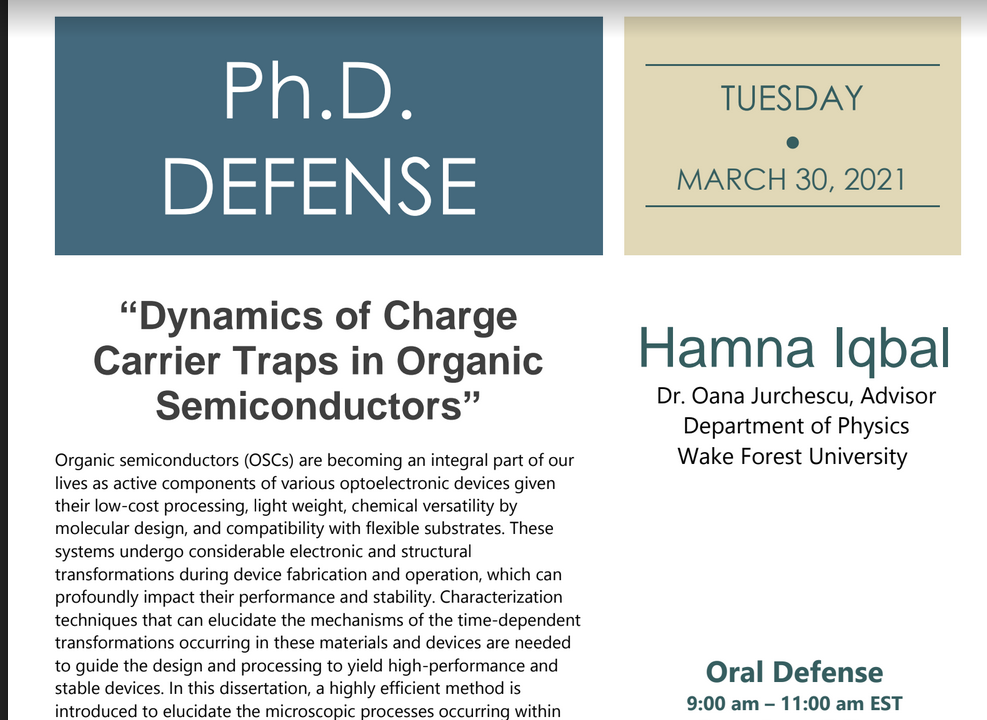 Ph.D.
DEFENSE
TUESDAY
●
MARCH 30, 2021
“Dynamics of Charge
Carrier Traps in Organic
Semiconductors”
Organic semiconductors (OSCs) are becoming an integral part of our
lives as active components of various optoelectronic devices given
their low-cost processing, light weight, chemical versatility by
molecular design, and compatibility with flexible substrates. These
systems undergo considerable electronic and structural
transformations during device fabrication and operation, which can
profoundly impact their performance and stability. Characterization
techniques that can elucidate the mechanisms of the time-dependent
transformations occurring in these materials and devices are needed
to guide the design and processing to yield high-performance and
stable devices. In this dissertation, a highly efficient method is
introduced to elucidate the microscopic processes occurring within
Hamna Iqbal
Dr. Oana Jurchescu, Advisor
Department of Physics
Wake Forest University
Oral Defense
9:00 am – 11:00 am EST